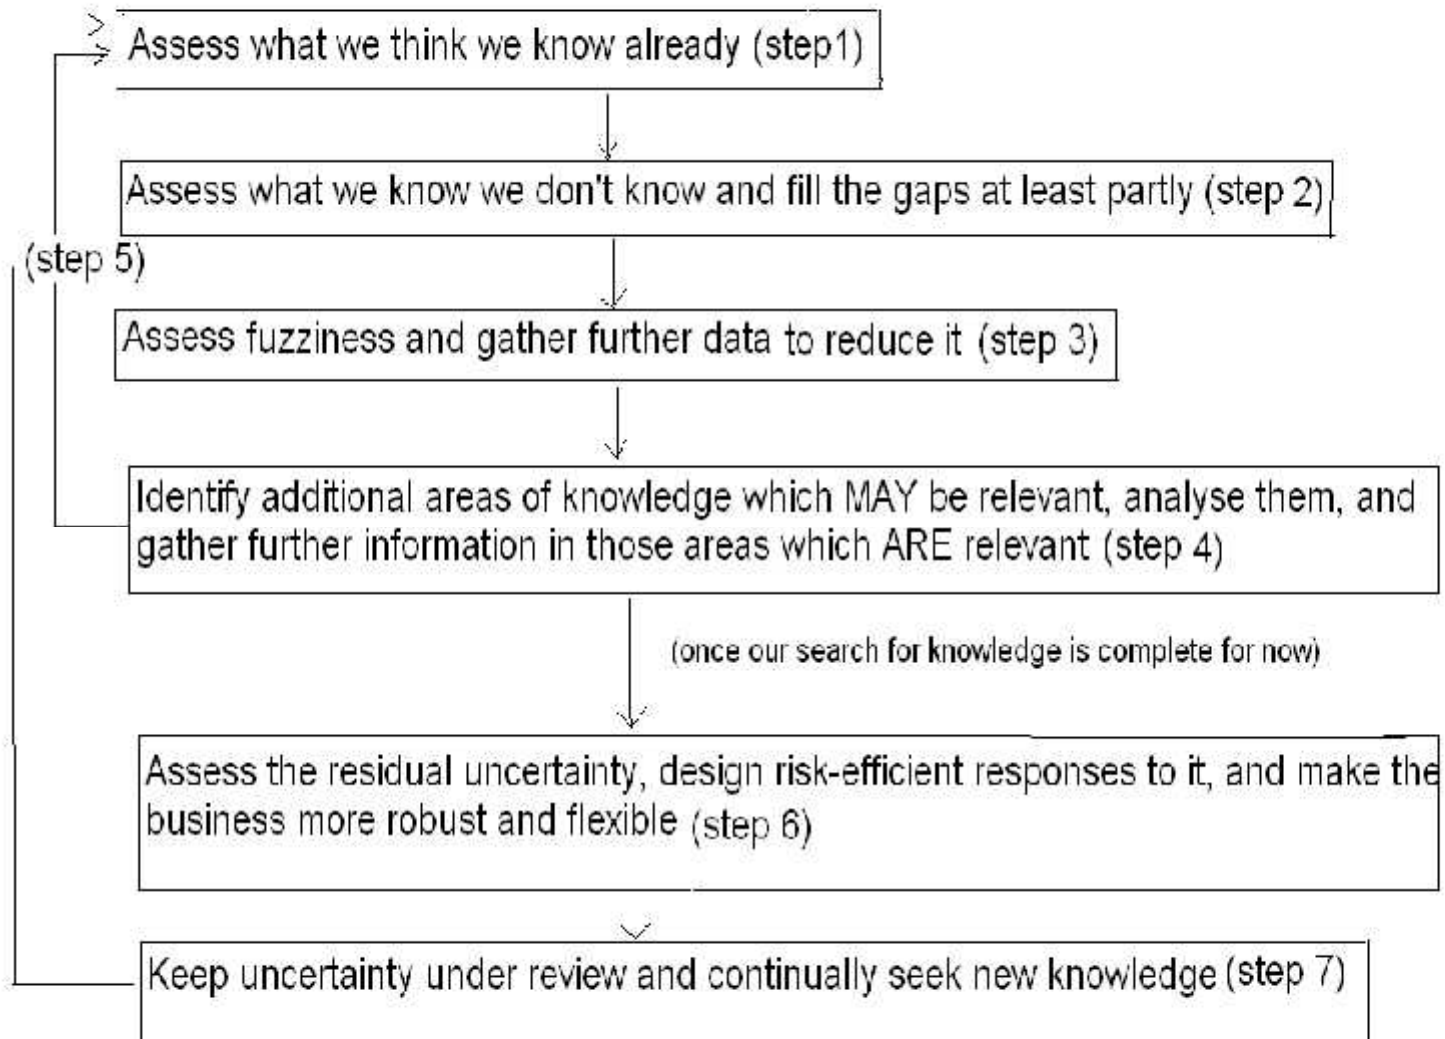 Assess what we think we know already (step1)
Assess what we know we don't know and fill the gaps at least partly (step 2)
(step 5)
Assess fuzziness and gather further data to reduce it (step 3)
Identify additional areas of knowledge which MAY be relevant, analyse them, and
gather further information in those areas which ARE relevant (step 4)
(once our search for knowledge is complete for now)
Assess the residual uncertainty, design risk-efficient responses to it, and make the
business more robust and flexible (step 6)
Keep uncertainty under review and continually seek new knowledge (step 7)